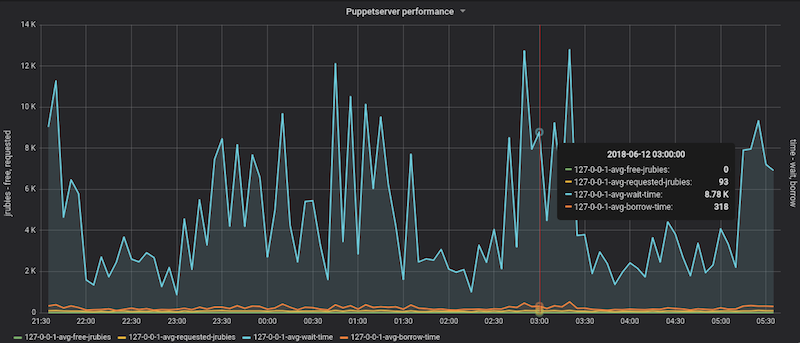 Puppetserver performance
14 K
12 K
10 K
8 K
6 K
4 K
2 K
0
jrubies - free, requested
time - wait, borrow
2018-06-12 03:00:00
127-0-0-1-avg-free-jrubies: 0
127-0-0-1-avg-requested-jrubies: 93
127-0-0-1-avg-wait-time: 8.78 K
127-0-0-1-avg-borrow-time: 318
21:30 22:00 22:30 23:00 23:30 00:00 00:30 01:00 01:30 02:00 02:30 03:00 03:30 04:00 04:30 05:00 05:30
127-0-0-1-avg-free-jrubies 127-0-0-1-avg-requested-jrubies 127-0-0-1-avg-wait-time 127-0-0-1-avg-borrow-time